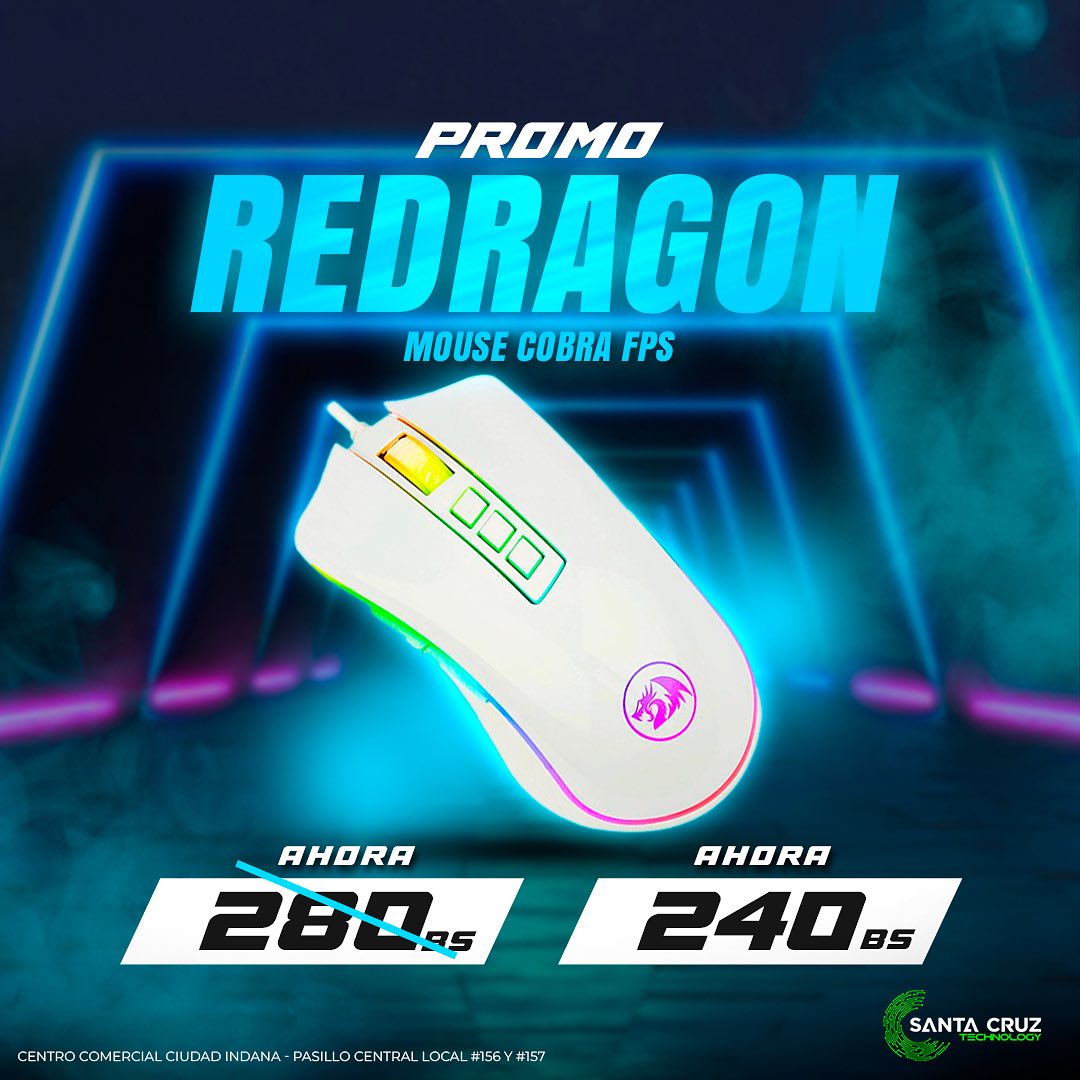 PROMO
REDRAGON
MOUSE COBRA FPS
AHORA
280BS
AHORA
240BS
SANTA CRUZ
TECHNOLOGY
CENTRO COMERCIAL CIUDAD INDANA - PASILLO CENTRAL LOCAL #156 Y #157